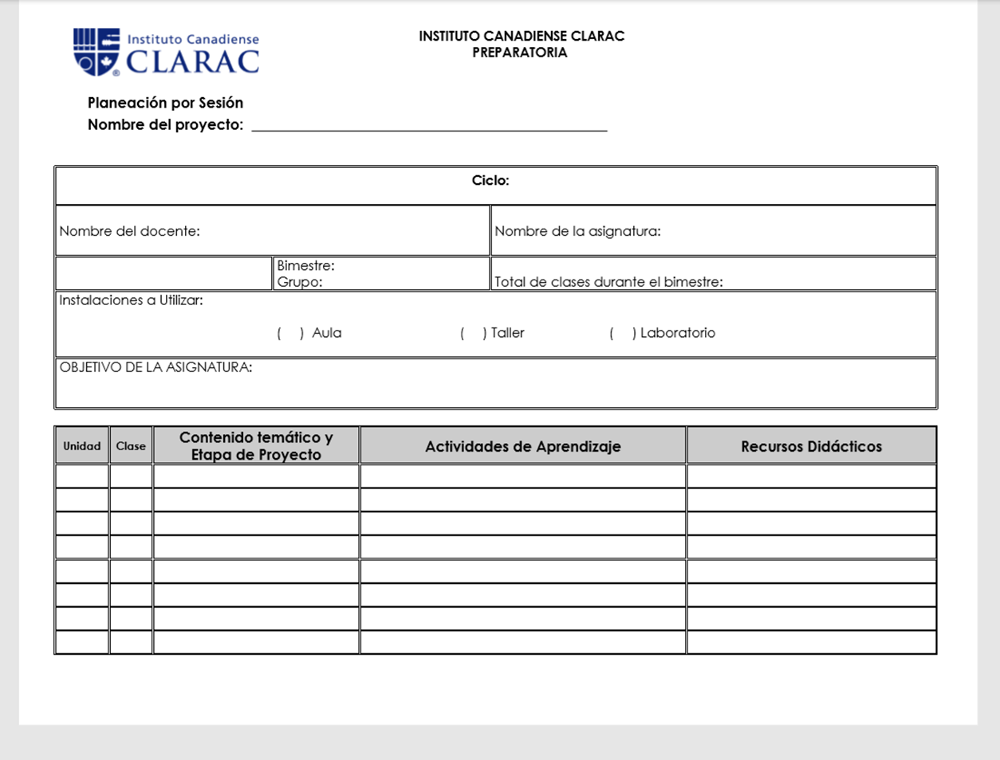 Instituto Canadiense
CLARAC
®
INSTITUTO CANADIENSE CLARAC
PREPARATORIA
Planeación por Sesión
Nombre del proyecto: ______________________________
Ciclo:
Nombre del docente:
Nombre de la asignatura:
Bimestre:
Grupo:
Total de clases durante el bimestre:
Instalaciones a Utilizar:
( ) Aula ( ) Taller ( ) Laboratorio
OBJETIVO DE LA ASIGNATURA:
Unidad
Clase
Contenido temático y
Etapa de Proyecto
Actividades de Aprendizaje
Recursos Didácticos